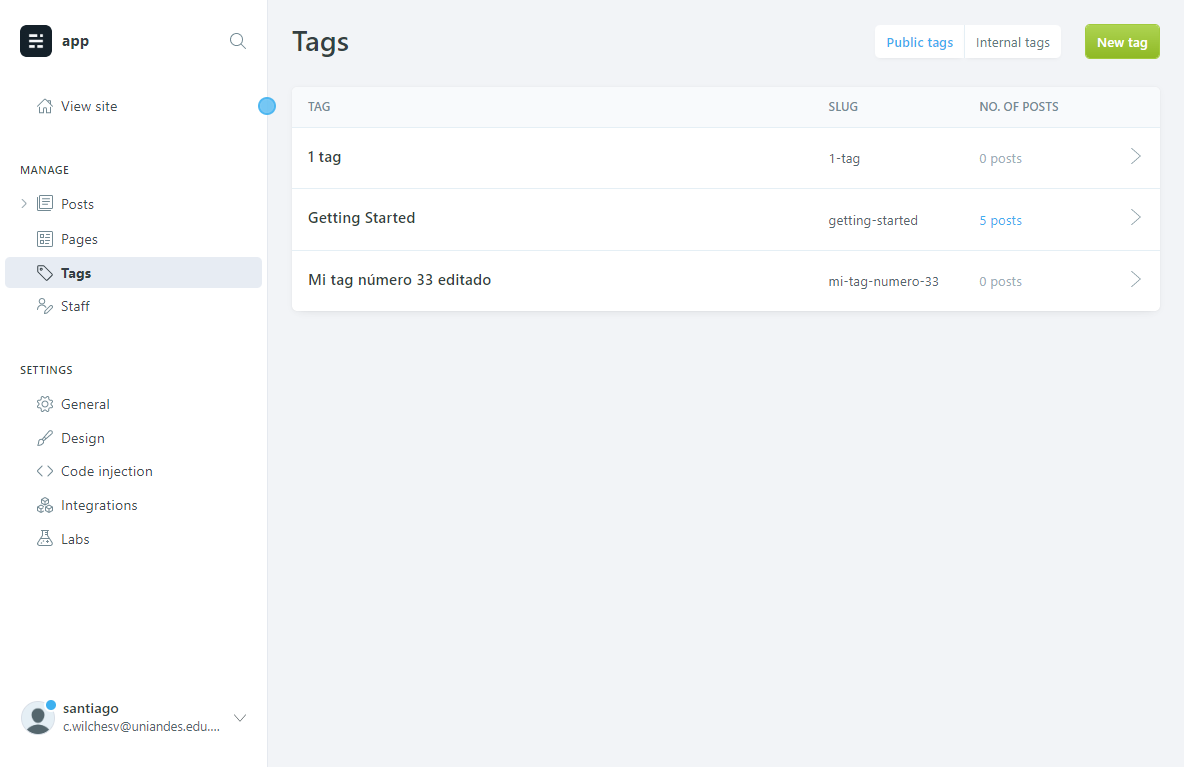 app
View site
MANAGE
Posts
Pages
Tags
Staff
SETTINGS
General
Design
Code injection
Integrations
Labs
santiago
c.wilchesv@uniandes.edu....
Tags
Public tags Internal tags New tag
TAG SLUG NO. OF POSTS
1 tag 1-tag 0 posts
Getting Started getting-started 5 posts
Mi tag número 33 editado mi-tag-numero-33 0 posts